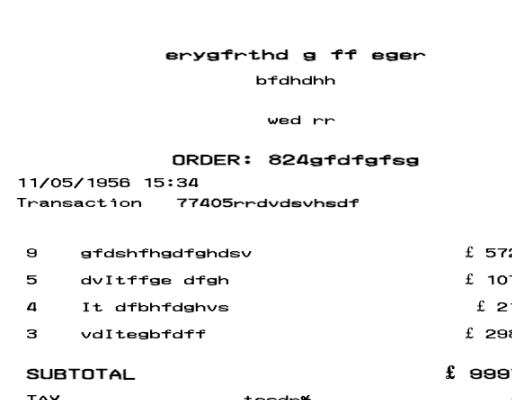 erygfrthd g ff eger
bfdhdhh
wed rr
ORDER: 824gfdfgfsg
11/05/1956 15:34
Transaction 77405rrdvdsvhsdf
9 gfdshfhgdfghdsv £ 572
5 dvItffge dfgh £ 107
4 It dfbhfdghvs £ 21
3 vdItegbfdff £ 298
SUBTOTAL £ 999
TAX